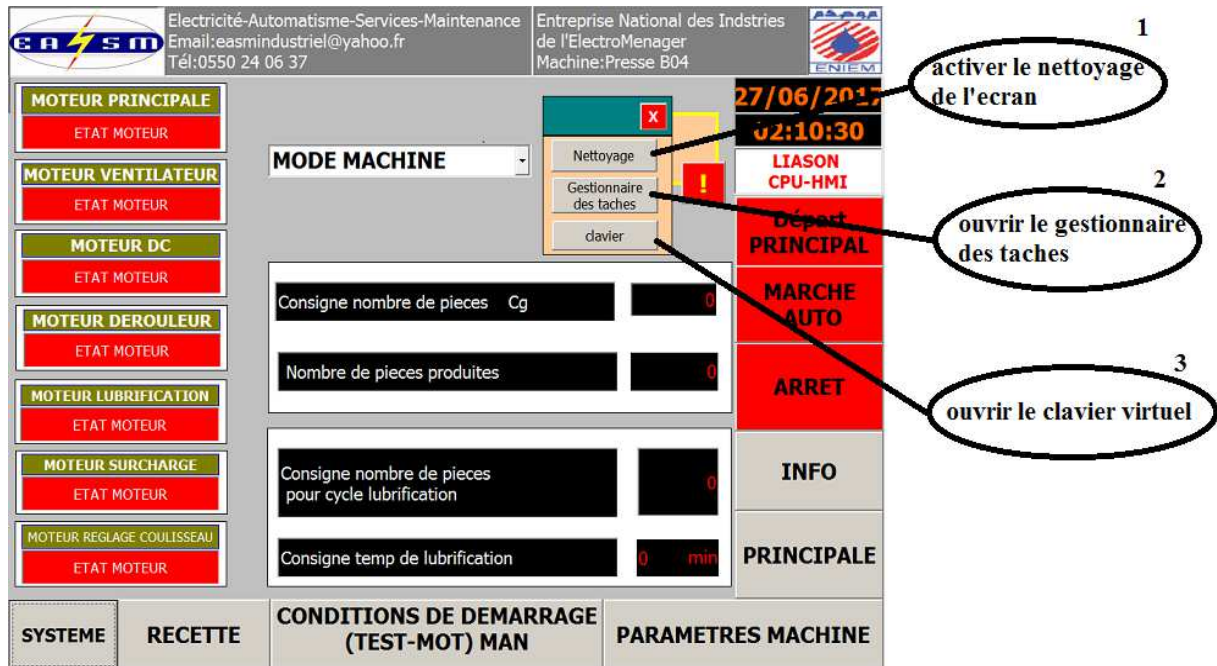 EASM
Electricité-Automatisme-Services-Maintenance
Email:easmindustriel@yahoo.fr
Tél:0550 24 06 37
Entreprise National des Indstries
de l'ElectroMenager
Machine:Presse B04
ENIEM
MOTEUR PRINCIPALE
ETAT MOTEUR
MOTEUR VENTILATEUR
ETAT MOTEUR
MOTEUR DC
ETAT MOTEUR
MOTEUR DEROULEUR
ETAT MOTEUR
MOTEUR LUBRIFICATION
ETAT MOTEUR
MOTEUR SURCHARGE
ETAT MOTEUR
MOTEUR REGLAGE COULISSEAU
ETAT MOTEUR
MODE MACHINE
X
Nettoyage
Gestionnaire
des taches
clavier
!
Consigne nombre de pieces Cg
0
Nombre de pieces produites
0
Consigne nombre de pieces
pour cycle lubrification
0
Consigne temp de lubrification
0 min
27/06/2017
02:10:30
LIASON
CPU-HMI
Départ
PRINCIPAL
MARCHE
AUTO
ARRET
INFO
PRINCIPALE
SYSTEME
RECETTE
CONDITIONS DE DEMARRAGE
(TEST-MOT) MAN
PARAMETRES MACHINE
1
activer le nettoyage
de l'ecran
2
ouvrir le gestionnaire
des taches
3
ouvrir le clavier virtuel